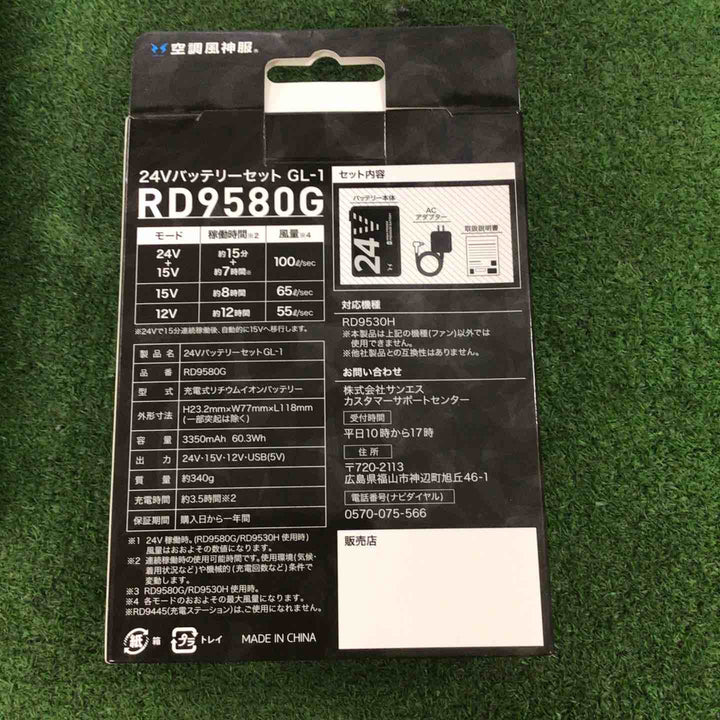 空調風神服®
24Vバッテリーセット GL-1
RD9580G
モード 稼働時間※2 風量※4
24V + 15V 約15分 + 約7時間※ 100ℓ/sec
15V 約8時間 65ℓ/sec
12V 約12時間 55ℓ/sec
※24Vで15分連続稼働後、自動的に15Vへ移行します。
製品名 24VバッテリーセットGL-1
品番 RD9580G
型式 充電式リチウムイオンバッテリー
外形寸法 H23.2mm×W77mm×L118mm
(一部突起は除く)
容量 3350mAh 60.3Wh
出力 24V・15V・12V・USB(5V)
質量 約340g
充電時間 約3.5時間※2
保証期間 購入日から一年間
※1 24V 稼働時。(RD9580G/RD9530H 使用時)
風量はおおよその数値になります。
※2 連続稼働時の使用可能時間です。使用環境(気候、
着用状況など)や機械的(充電回数など)条件で
変動します。
※3 RD9580G/RD9530H 使用時。
※4 各モードのおおよその最大風量になります。
※RD9445(充電ステーション)は、ご使用になれません。
紙 箱 プラ トレイ MADE IN CHINA
セット内容
バッテリー本体
24V
AC
アダプター
取扱説明書
対応機種
RD9530H
※本製品は上記の機種(ファン)以外では
使用できません。
※他社製品との互換性はありません。
お問い合わせ
株式会社サンエス
カスタマーサポートセンター
受付時間
平日10時から17時
住所
〒720-2113
広島県福山市神辺町旭丘46-1
電話番号(ナビダイヤル)
0570-075-566
販売店